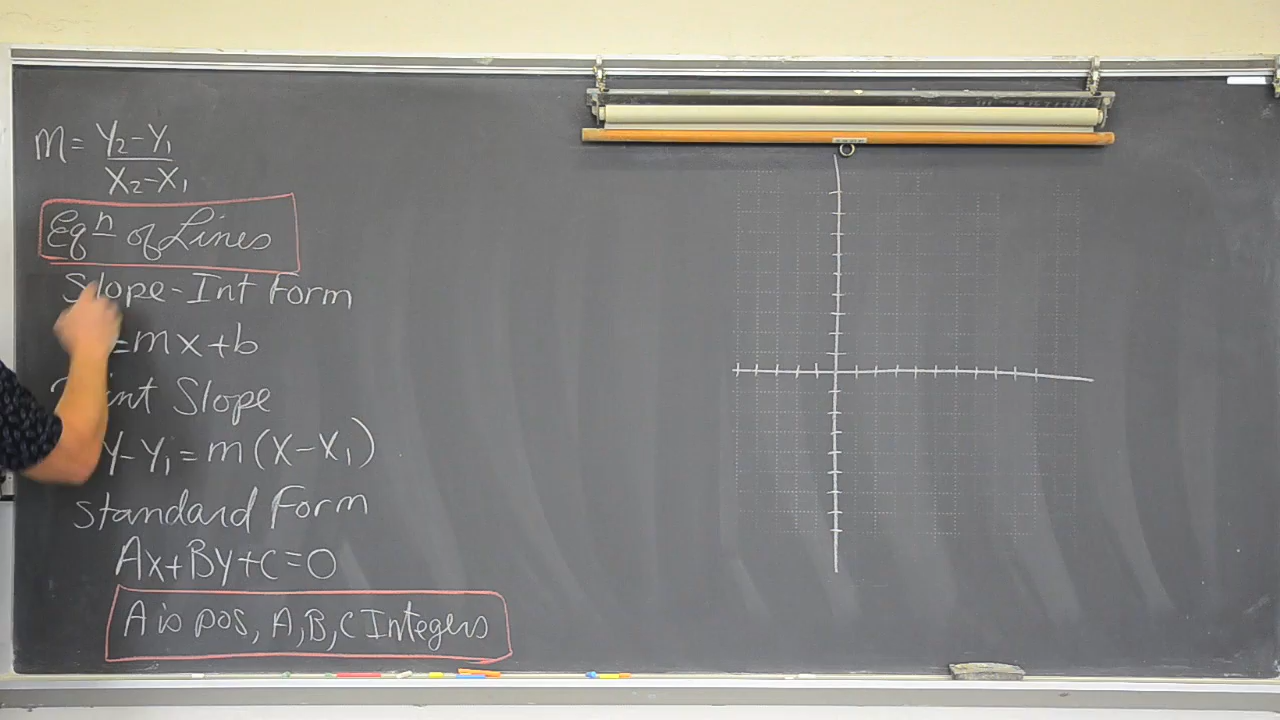 m = Y₂-Y₁ / X₂-X₁
Eqⁿ of Lines
Slope-Int Form
=mx+b
Slope
Y-Y₁=m(X-X₁)
Standard Form
Ax+By+C=0
A is pos, A,B,C Integers